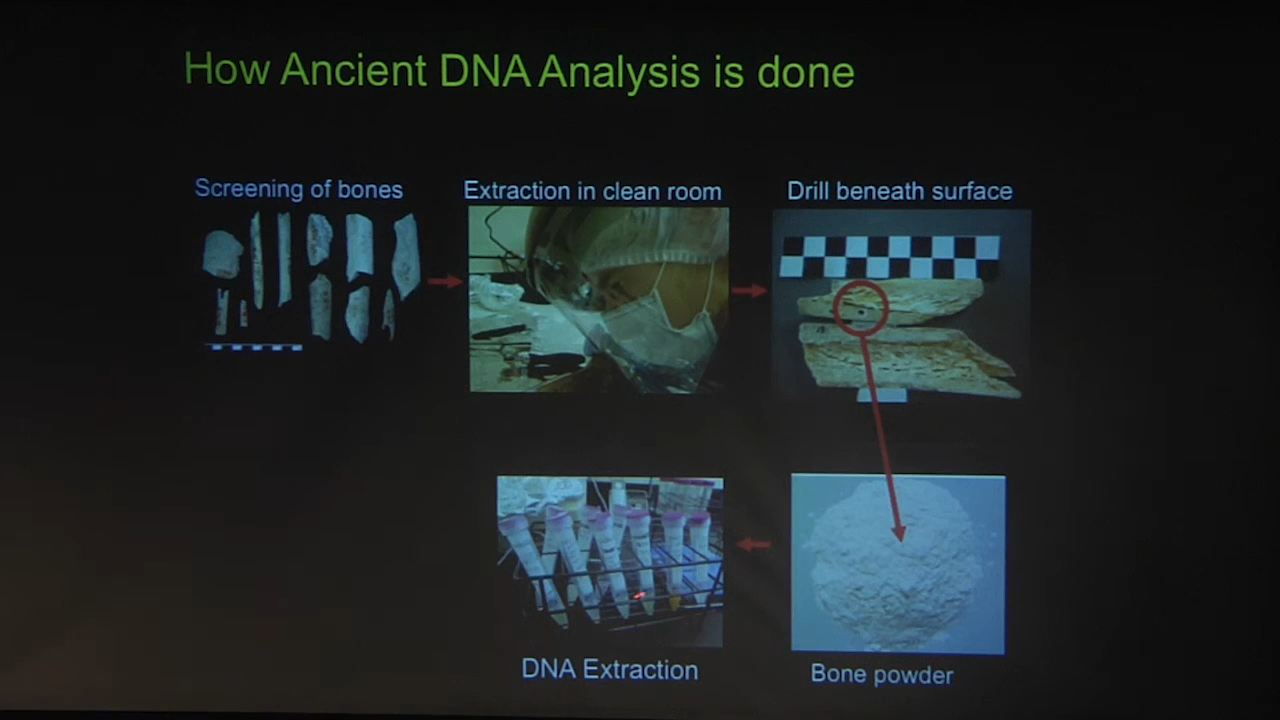 How Ancient DNA Analysis is done
Screening of bones
Extraction in clean room
Drill beneath surface
DNA Extraction
Bone powder